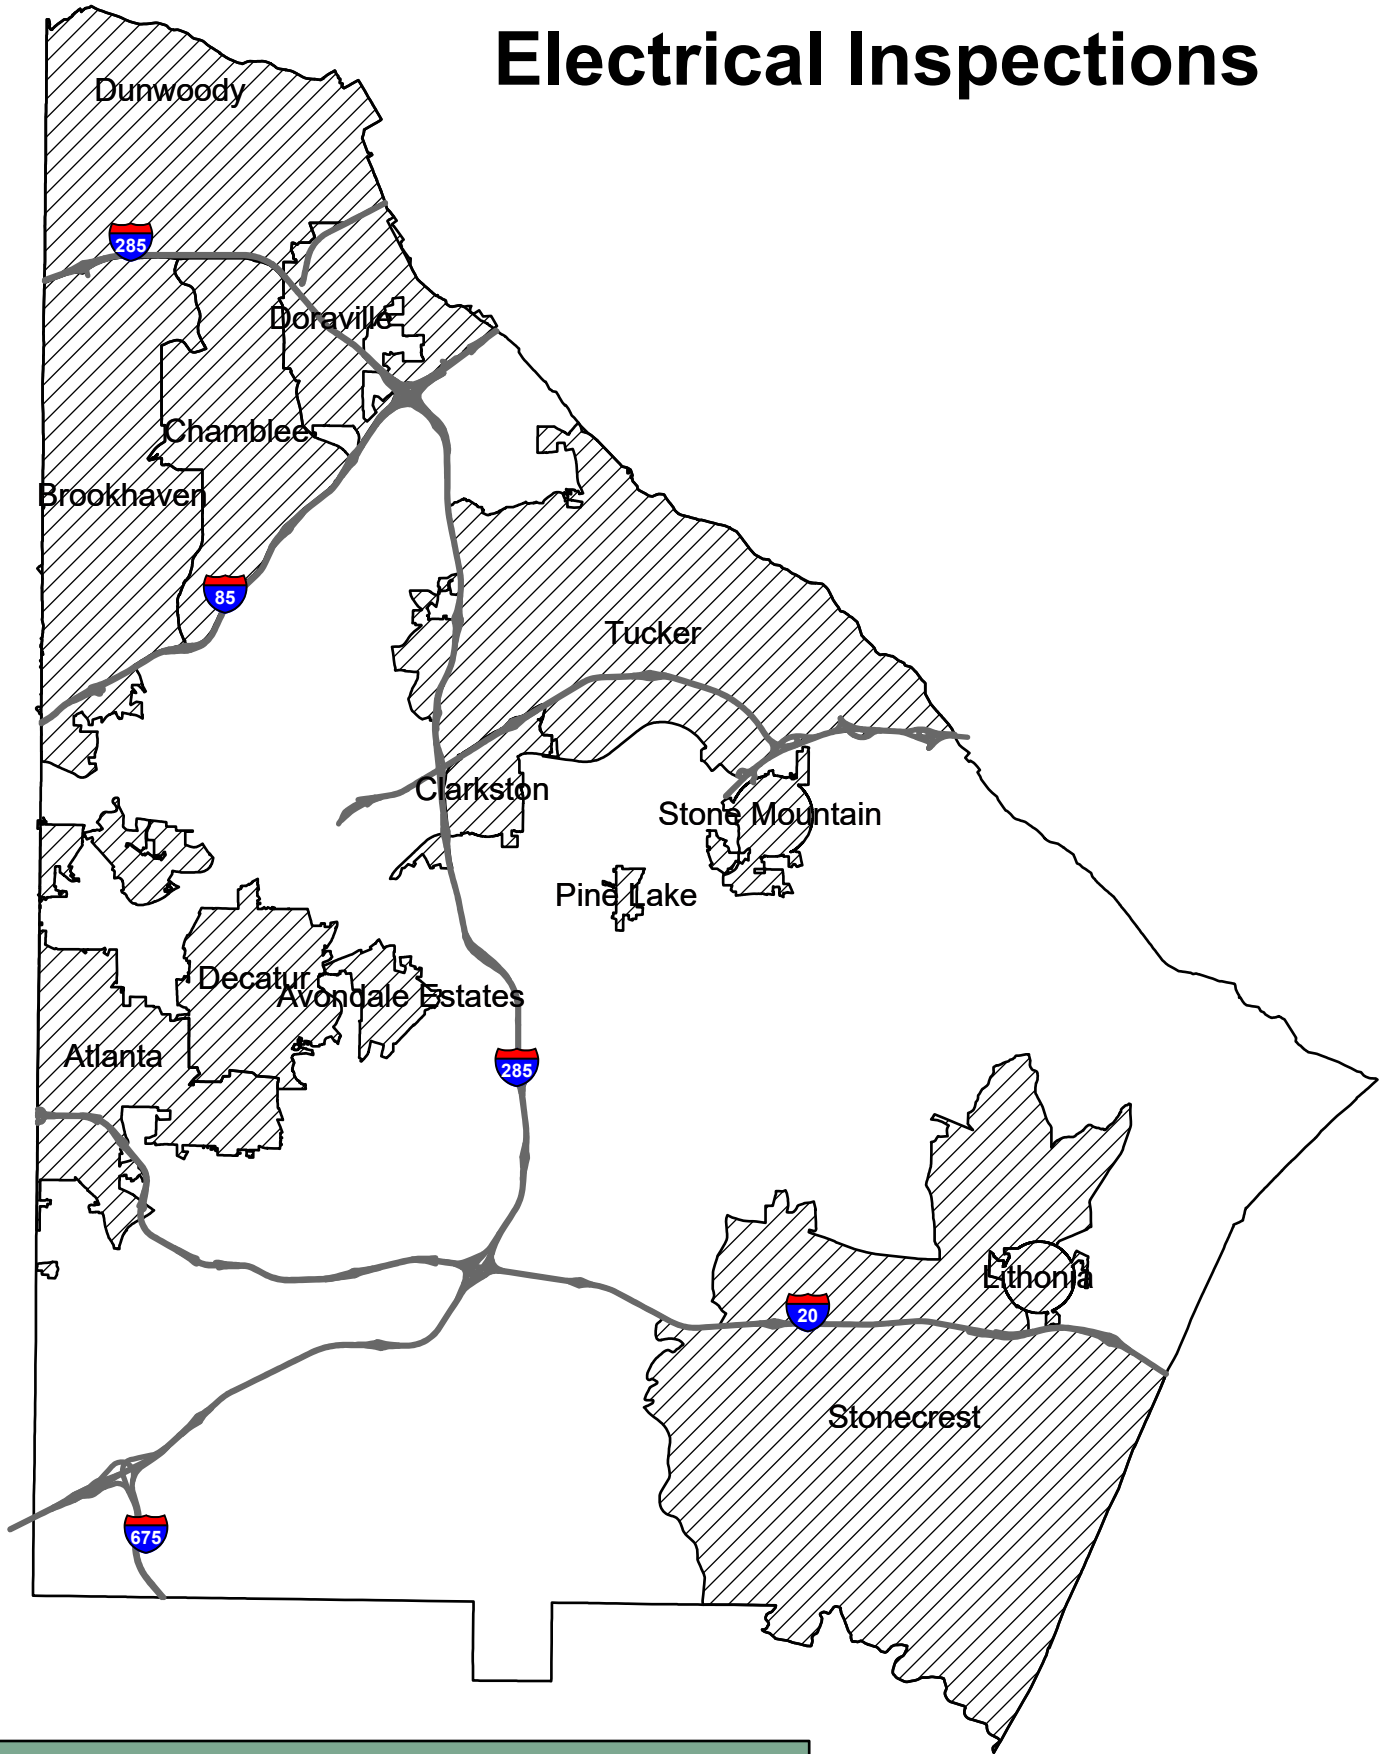 Electrical Inspections
Dunwoody
285
Doraville
Chamblee
Brookhaven
85
Tucker
Clarkston
Stone Mountain
Pine Lake
Decatur
Avondale Estates
Atlanta
285
Lithonia
20
Stonecrest
675